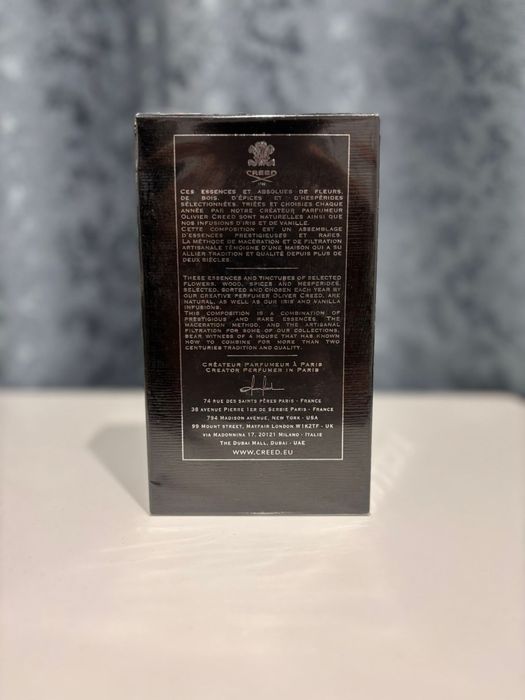 CREED
1760
CES ESSENCES ET ABSOLUES DE FLEURS,
DE BOIS, D'ÉPICES ET D'HESPÉRIDES
SÉLECTIONNÉES, TRIÉES ET CHOISIES CHAQUE
ANNÉE PAR NOTRE CRÉATEUR PARFUMEUR
OLIVIER CREED SONT NATURELLES AINSI QUE
NOS INFUSIONS D'IRIS ET DE VANILLE.
CETTE COMPOSITION EST UN ASSEMBLAGE
D'ESSENCES PRESTIGIEUSES ET RARES.
LA MÉTHODE DE MACÉRATION ET DE FILTRATION
ARTISANALE TÉMOIGNE D'UNE MAISON QUI A SU
ALLIER TRADITION ET QUALITÉ DEPUIS PLUS DE
DEUX SIÈCLES.
THESE ESSENCES AND TINCTURES OF SELECTED
FLOWERS, WOOD, SPICES AND HESPERIDES,
SELECTED, SORTED AND CHOSEN EACH YEAR BY
OUR CREATIVE PERFUMER OLIVER CREED, ARE
NATURAL, AS WELL AS OUR IRIS AND VANILLA
INFUSIONS.
THIS COMPOSITION IS A COMBINATION OF
PRESTIGIOUS AND RARE ESSENCES. THE
MACERATION METHOD, AND THE ARTISANAL
FILTRATION FOR SOME OF OUR COLLECTIONS,
BEAR WITNESS OF A HOUSE THAT HAS KNOWN
HOW TO COMBINE FOR MORE THAN TWO
CENTURIES TRADITION AND QUALITY.
CRÉATEUR PARFUMEUR À PARIS
CREATOR PERFUMER IN PARIS
74 RUE DES SAINTS PÈRES PARIS - FRANCE
38 AVENUE PIERRE 1ER DE SERBIE PARIS - FRANCE
794 MADISON AVENUE, NEW YORK - USA
99 MOUNT STREET, MAYFAIR LONDON W1K2TF - UK
VIA MADONNINA 17, 20121 MILANO - ITALIE
THE DUBAI MALL, DUBAI - UAE
WWW.CREED.EU